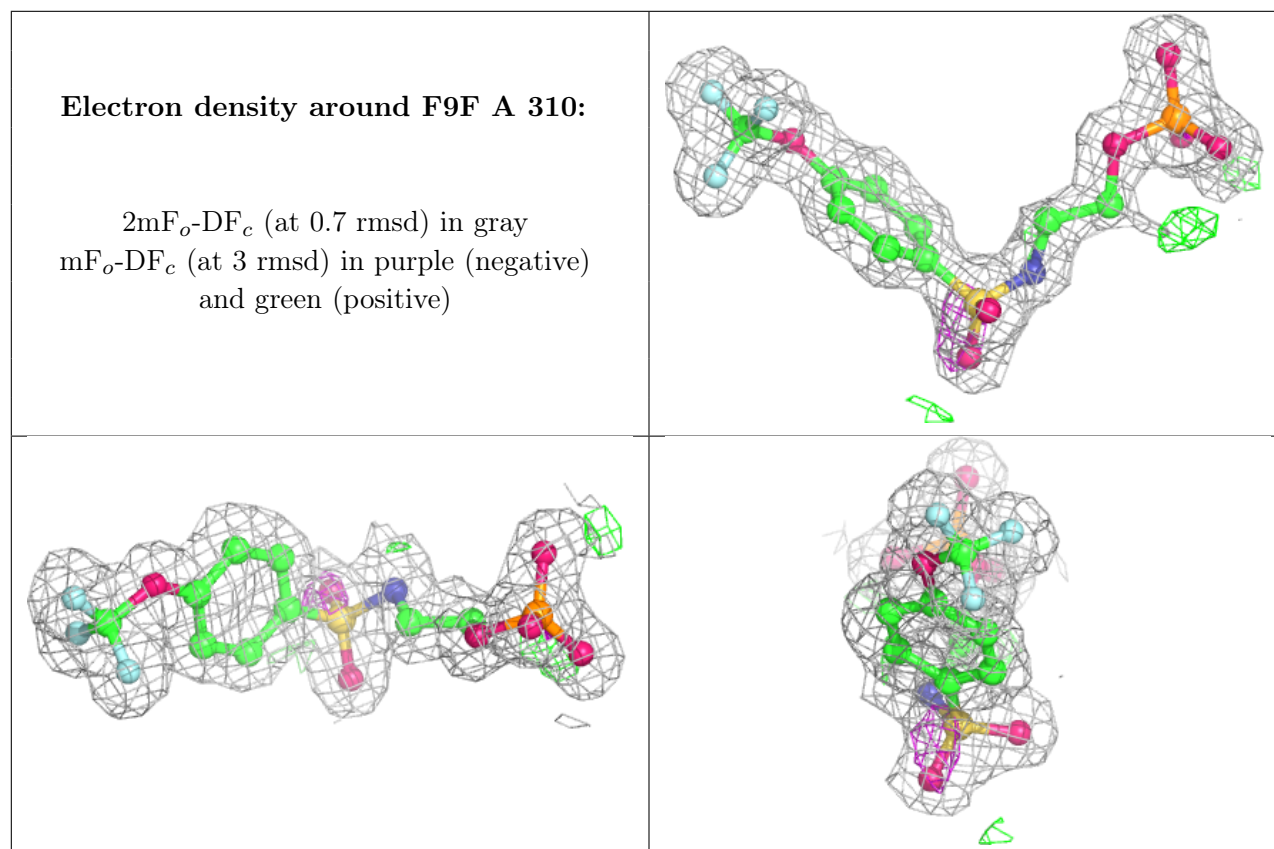 Electron density around F9F A 310:
2mFo-DFc (at 0.7 rmsd) in gray
mFo-DFc (at 3 rmsd) in purple (negative)
and green (positive)